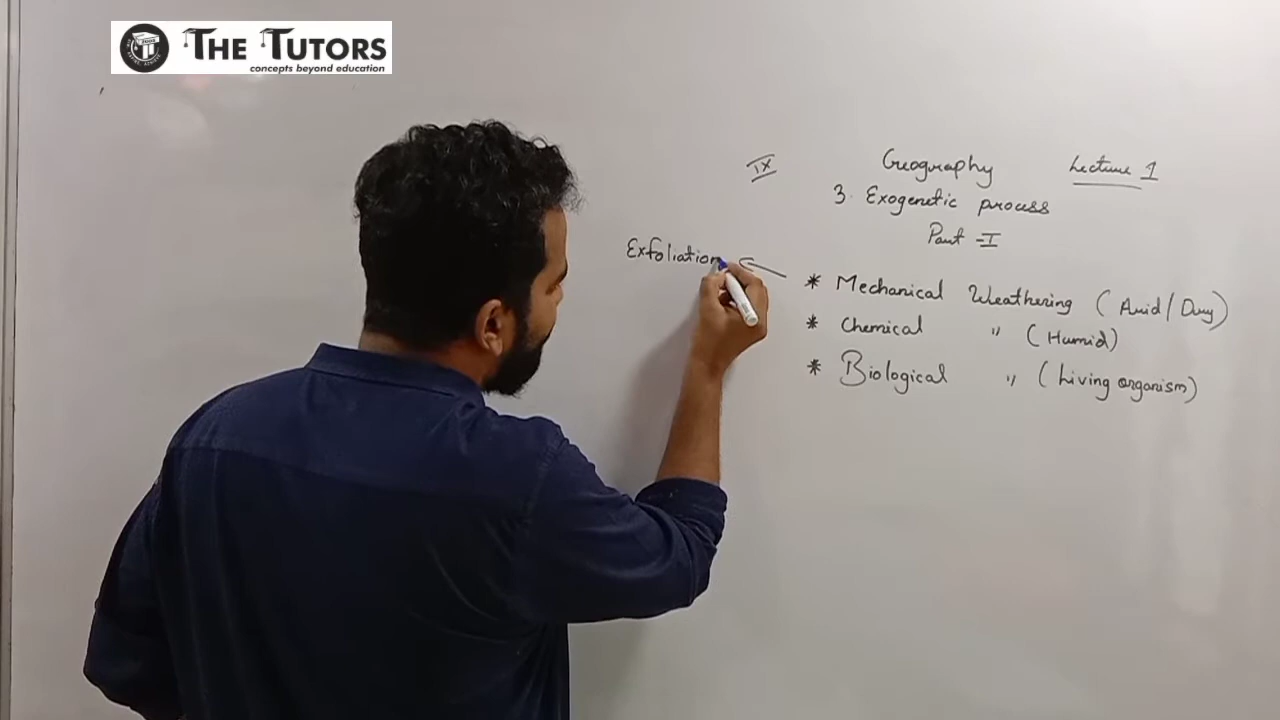 THE TUTORS
concepts beyond education
IX Geography Lecture 1
3. Exogenetic process
Part - I
Exfoliation
* Mechanical Weathering (Arid/Dry)
* Chemical " (Humid)
* Biological " (Living organism)